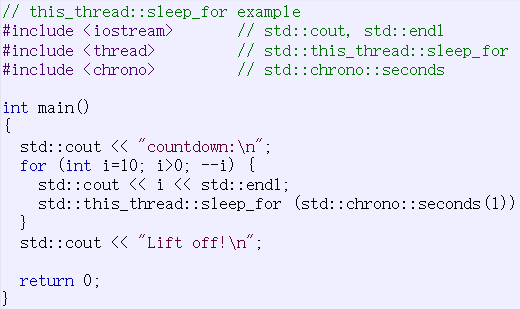 // this_thread::sleep_for example
#include <iostream>       // std::cout, std::endl
#include <thread>         // std::this_thread::sleep_for
#include <chrono>         // std::chrono::seconds

int main()
{
  std::cout << "countdown:\n";
  for (int i=10; i>0; --i) {
    std::cout << i << std::endl;
    std::this_thread::sleep_for (std::chrono::seconds(1))
  }
  std::cout << "Lift off!\n";

  return 0;
}